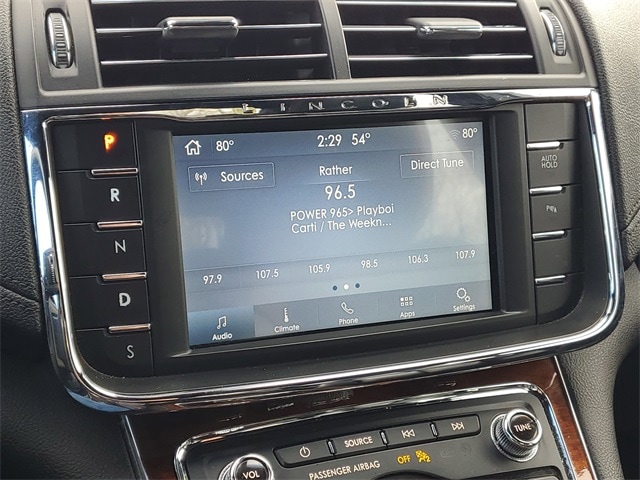 LINCOLN
P
R
N
D
S
80° 2:29 54° 80°
Sources Rather Direct Tune
96.5
POWER 965> Playboi
Carti / The Weekn...
97.9 107.5 105.9 98.5 106.3 107.9
Audio Climate Phone Apps Settings
AUTO
HOLD
VOL SOURCE TUNE
PASSENGER AIRBAG OFF